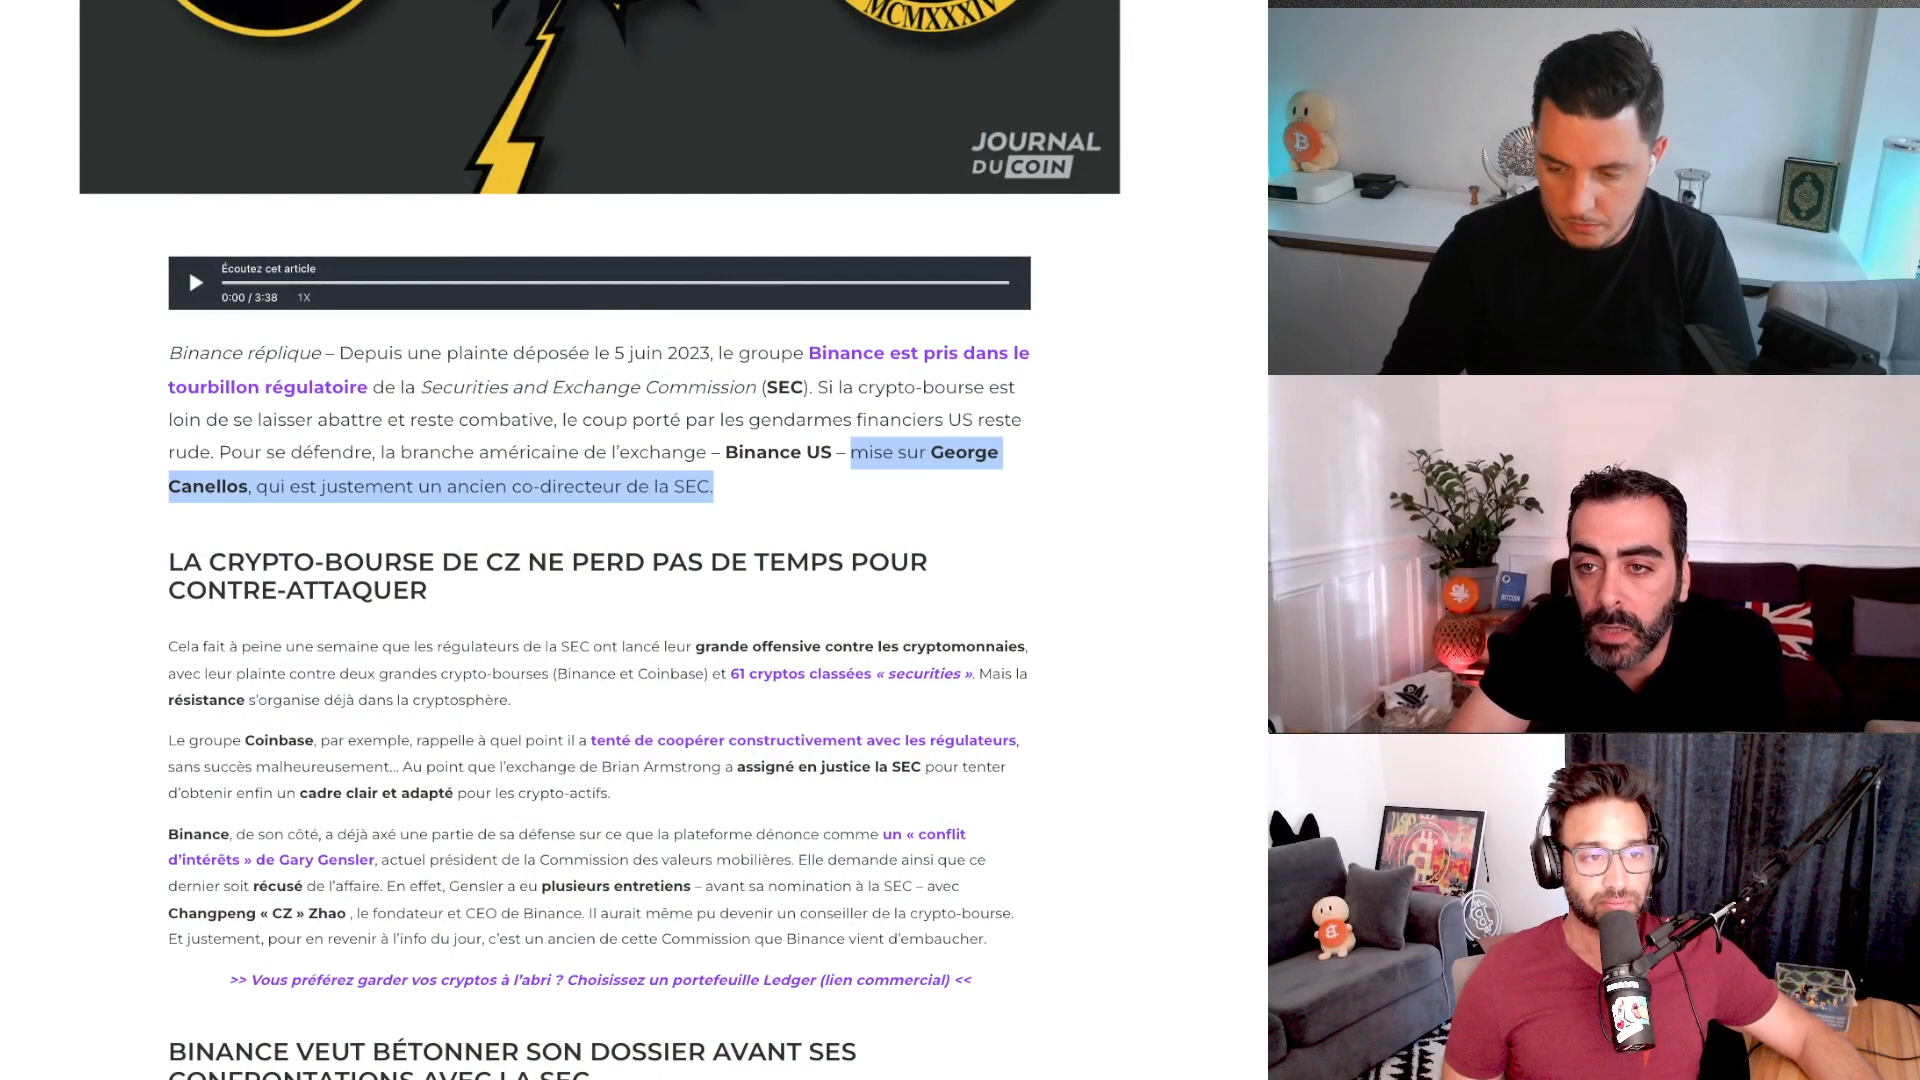 MCMXXXIV
JOURNAL
DU COIN
Écoutez cet article
0:00 / 3:38 1X
Binance réplique – Depuis une plainte déposée le 5 juin 2023, le groupe Binance est pris dans le
tourbillon régulatoire de la Securities and Exchange Commission (SEC). Si la crypto-bourse est
loin de se laisser abattre et reste combative, le coup porté par les gendarmes financiers US reste
rude. Pour se défendre, la branche américaine de l’exchange – Binance US – mise sur George
Canellos, qui est justement un ancien co-directeur de la SEC.
LA CRYPTO-BOURSE DE CZ NE PERD PAS DE TEMPS POUR
CONTRE-ATTAQUER
Cela fait à peine une semaine que les régulateurs de la SEC ont lancé leur grande offensive contre les cryptomonnaies,
avec leur plainte contre deux grandes crypto-bourses (Binance et Coinbase) et 61 cryptos classées « securities ». Mais la
résistance s’organise déjà dans la cryptosphère.
Le groupe Coinbase, par exemple, rappelle à quel point il a tenté de coopérer constructivement avec les régulateurs,
sans succès malheureusement... Au point que l’exchange de Brian Armstrong a assigné en justice la SEC pour tenter
d’obtenir enfin un cadre clair et adapté pour les crypto-actifs.
Binance, de son côté, a déjà axé une partie de sa défense sur ce que la plateforme dénonce comme un « conflit
d’intérêts » de Gary Gensler, actuel président de la Commission des valeurs mobilières. Elle demande ainsi que ce
dernier soit récusé de l’affaire. En effet, Gensler a eu plusieurs entretiens – avant sa nomination à la SEC – avec
Changpeng « CZ » Zhao , le fondateur et CEO de Binance. Il aurait même pu devenir un conseiller de la crypto-bourse.
Et justement, pour en revenir à l’info du jour, c’est un ancien de cette Commission que Binance vient d’embaucher.
>> Vous préférez garder vos cryptos à l’abri ? Choisissez un portefeuille Ledger (lien commercial) <<
BINANCE VEUT BÉTONNER SON DOSSIER AVANT SES
CONFRONTATIONS AVEC LA SEC
BITCOIN